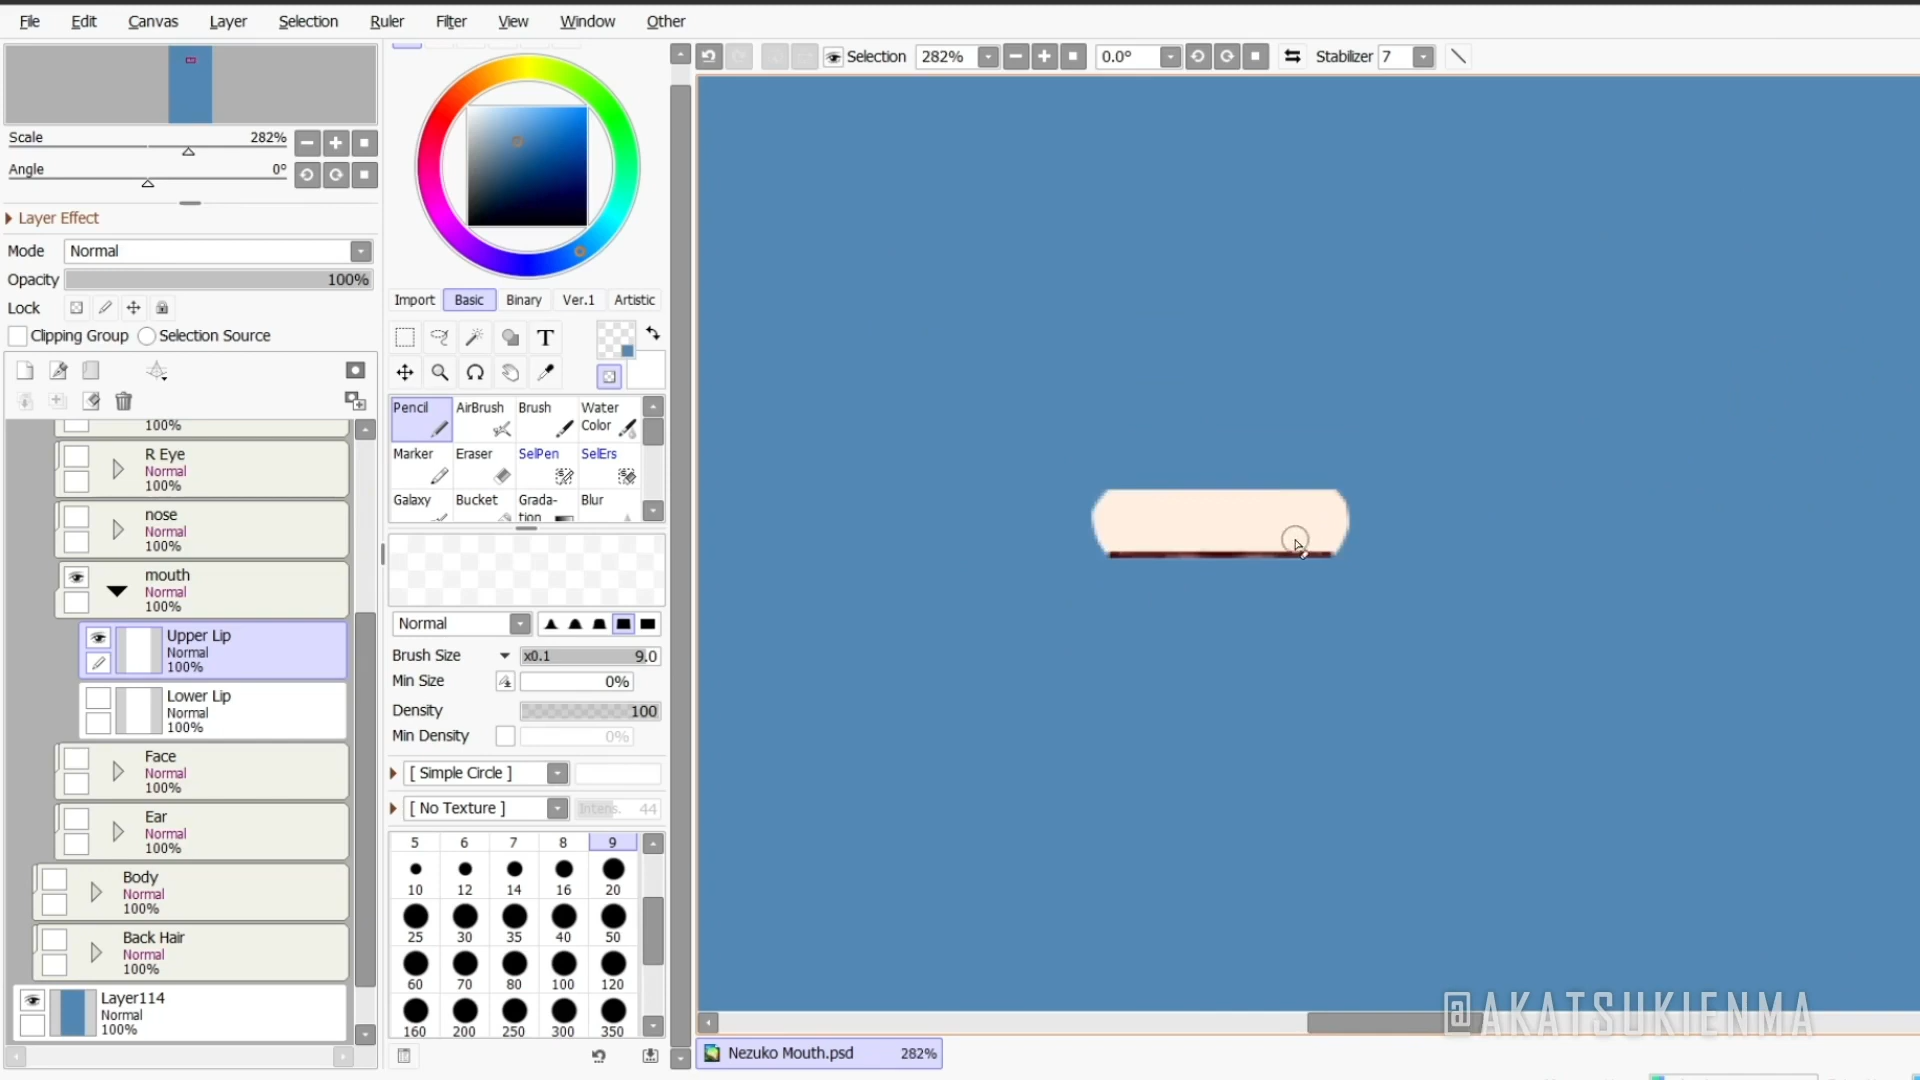 File Edit Canvas Layer Selection Ruler Filter View Window Other
Selection 282% 0.0° Stabilizer 7
Scale 282%
Angle 0°
Layer Effect
Mode Normal
Opacity 100%
Lock
Clipping Group Selection Source
100%
R Eye
Normal
100%
nose
Normal
100%
mouth
Normal
100%
Upper Lip
Normal
100%
Lower Lip
Normal
100%
Face
Normal
100%
Ear
Normal
100%
Body
Normal
100%
Back Hair
Normal
100%
Layer114
Normal
100%
Import Basic Binary Ver.1 Artistic
T
Pencil AirBrush Brush Water Color
Marker Eraser SelPen SelErs
Galaxy Bucket Grada-tion Blur
Normal
Brush Size x0.1 9.0
Min Size 0%
Density 100
Min Density 0%
[ Simple Circle ]
[ No Texture ] Intens. 44
5 6 7 8 9
10 12 14 16 20
25 30 35 40 50
60 70 80 100 120
160 200 250 300 350
@AKATSUKIENMA
Nezuko Mouth.psd 282%